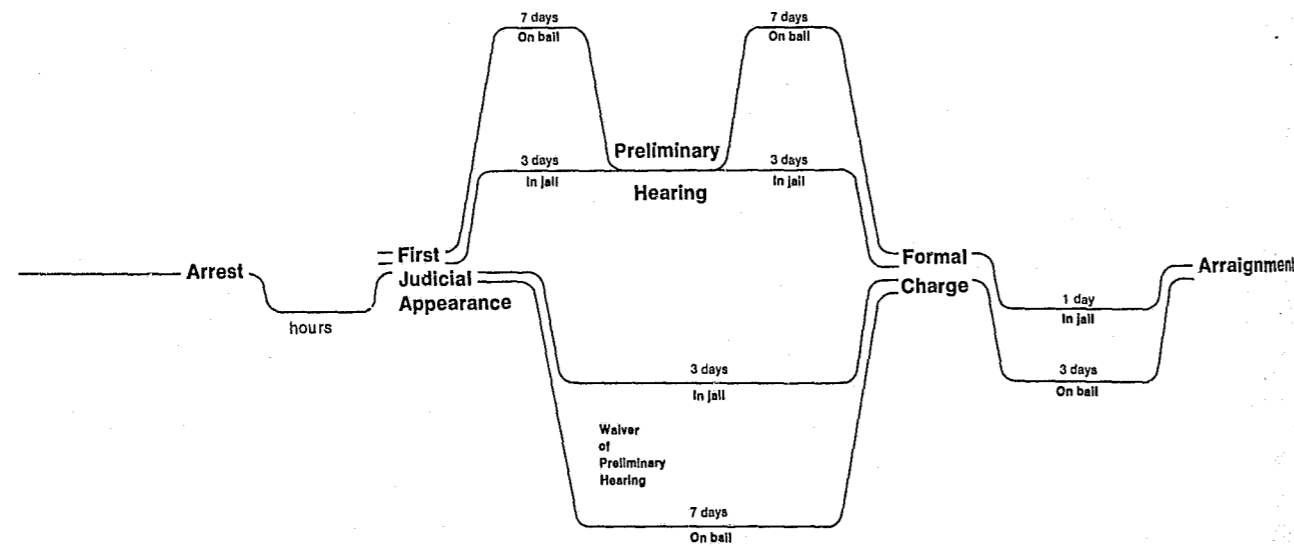 7 days
On bail
7 days
On bail
Preliminary
Hearing
3 days
In jail
3 days
In jail
Arrest
hours
First
Judicial
Appearance
Formal
Charge
Arraignment
1 day
In jail
3 days
On bail
3 days
In jail
Waiver
of
Preliminary
Hearing
7 days
On bail